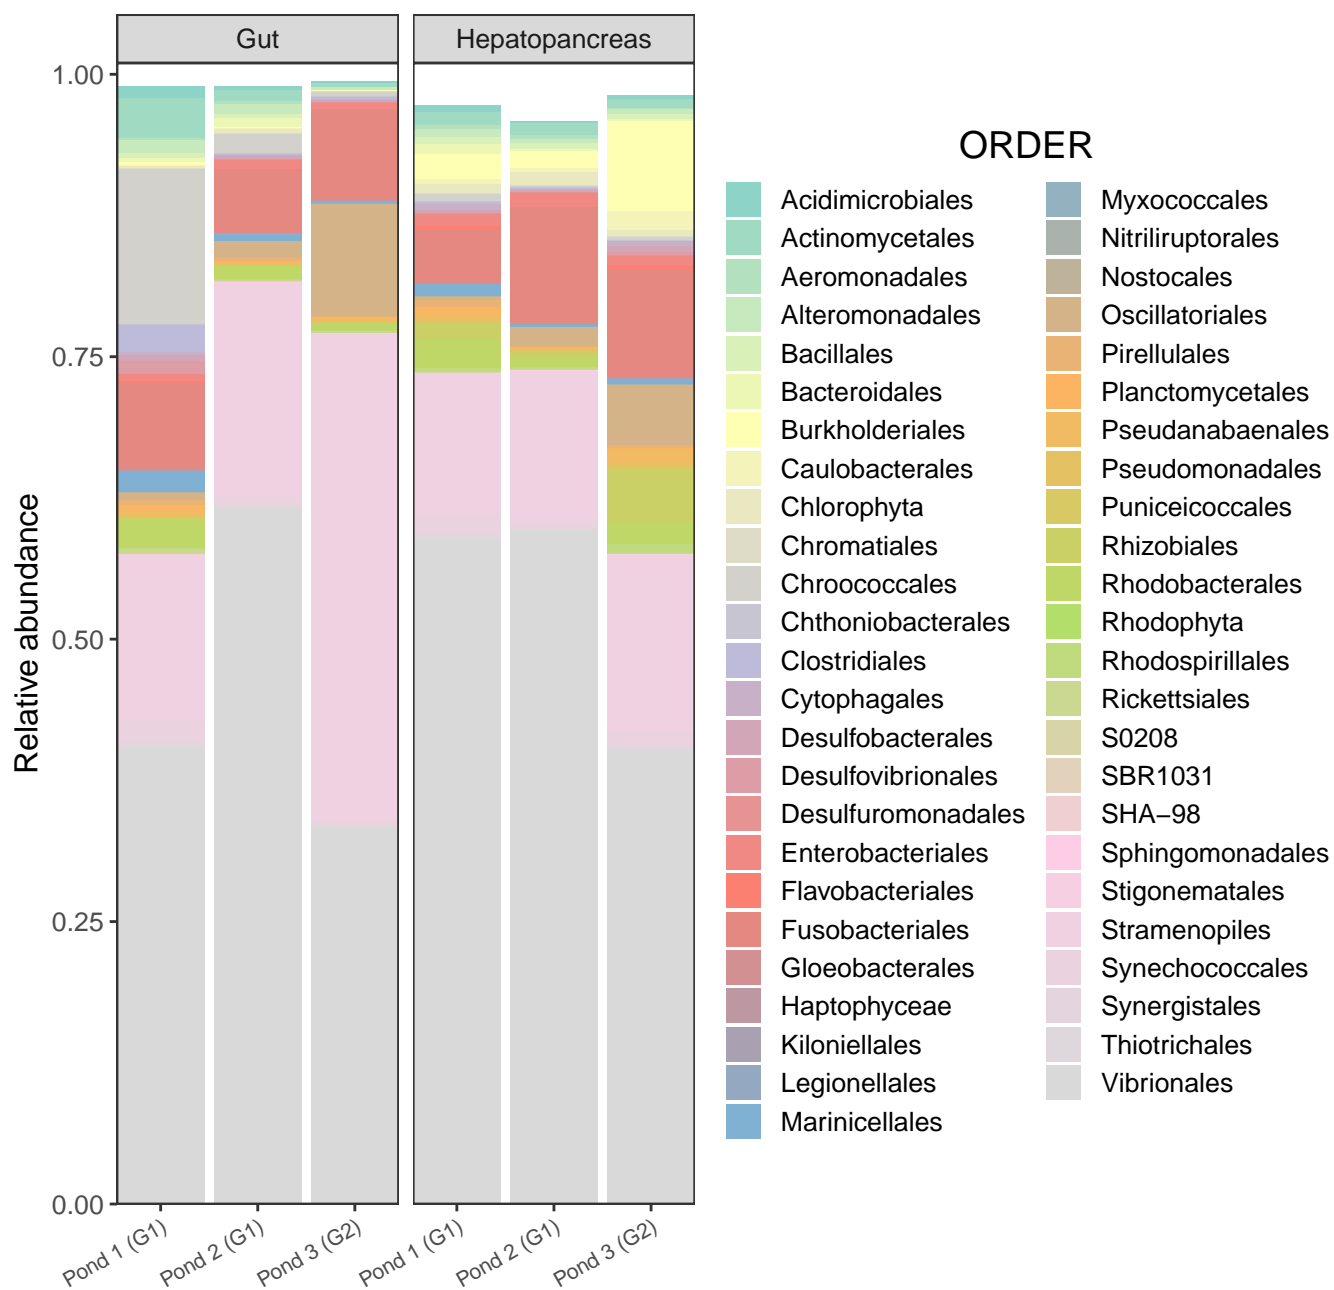 Gut
Hepatopancreas
1.00
0.75
0.50
0.25
0.00
Relative abundance
Pond 1 (G1)
Pond 2 (G1)
Pond 3 (G2)
Pond 1 (G1)
Pond 2 (G1)
Pond 3 (G2)
ORDER
Acidimicrobiales
Actinomycetales
Aeromonadales
Alteromonadales
Bacillales
Bacteroidales
Burkholderiales
Caulobacterales
Chlorophyta
Chromatiales
Chroococcales
Chthoniobacterales
Clostridiales
Cytophagales
Desulfobacterales
Desulfovibrionales
Desulfuromonadales
Enterobacteriales
Flavobacteriales
Fusobacteriales
Gloeobacterales
Haptophyceae
Kiloniellales
Legionellales
Marinicellales
Myxococcales
Nitriliruptorales
Nostocales
Oscillatoriales
Pirellulales
Planctomycetales
Pseudanabaenales
Pseudomonadales
Puniceicoccales
Rhizobiales
Rhodobacterales
Rhodophyta
Rhodospirillales
Rickettsiales
S0208
SBR1031
SHA−98
Sphingomonadales
Stigonematales
Stramenopiles
Synechococcales
Synergistales
Thiotrichales
Vibrionales